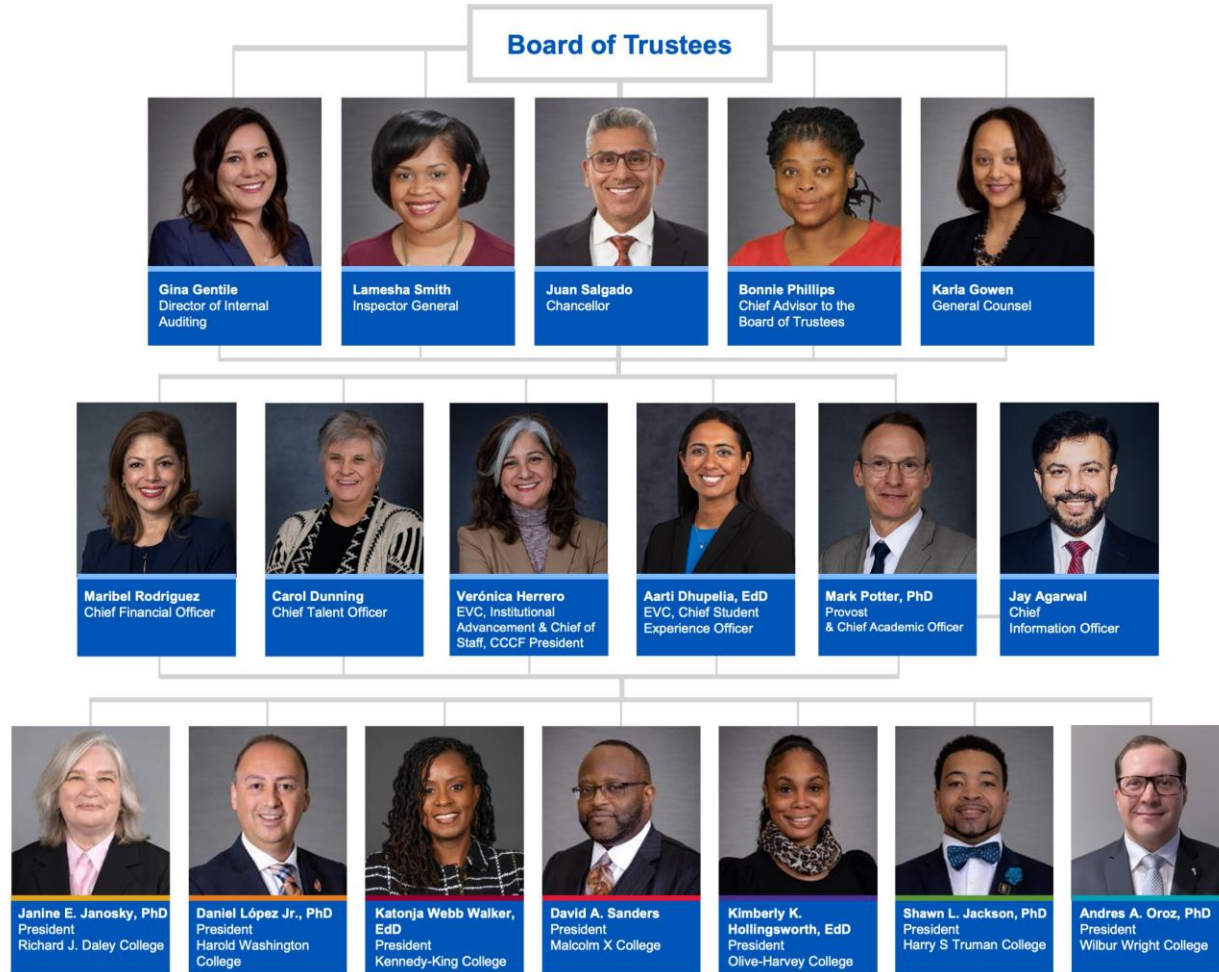 Board of Trustees
Gina Gentile
Director of Internal
Auditing
Lamesha Smith
Inspector General
Juan Salgado
Chancellor
Bonnie Phillips
Chief Advisor to the
Board of Trustees
Karla Gowen
General Counsel
Maribel Rodriguez
Chief Financial Officer
Carol Dunning
Chief Talent Officer
Verónica Herrero
EVC, Institutional
Advancement & Chief of
Staff, CCCF President
Aarti Dhupelia, EdD
EVC, Chief Student
Experience Officer
Mark Potter, PhD
Provost
& Chief Academic Officer
Jay Agarwal
Chief
Information Officer
Janine E. Janosky, PhD
President
Richard J. Daley College
Daniel López Jr., PhD
President
Harold Washington
College
Katonja Webb Walker,
EdD
President
Kennedy-King College
David A. Sanders
President
Malcolm X College
Kimberly K.
Hollingsworth, EdD
President
Olive-Harvey College
Shawn L. Jackson, PhD
President
Harry S Truman College
Andres A. Oroz, PhD
President
Wilbur Wright College